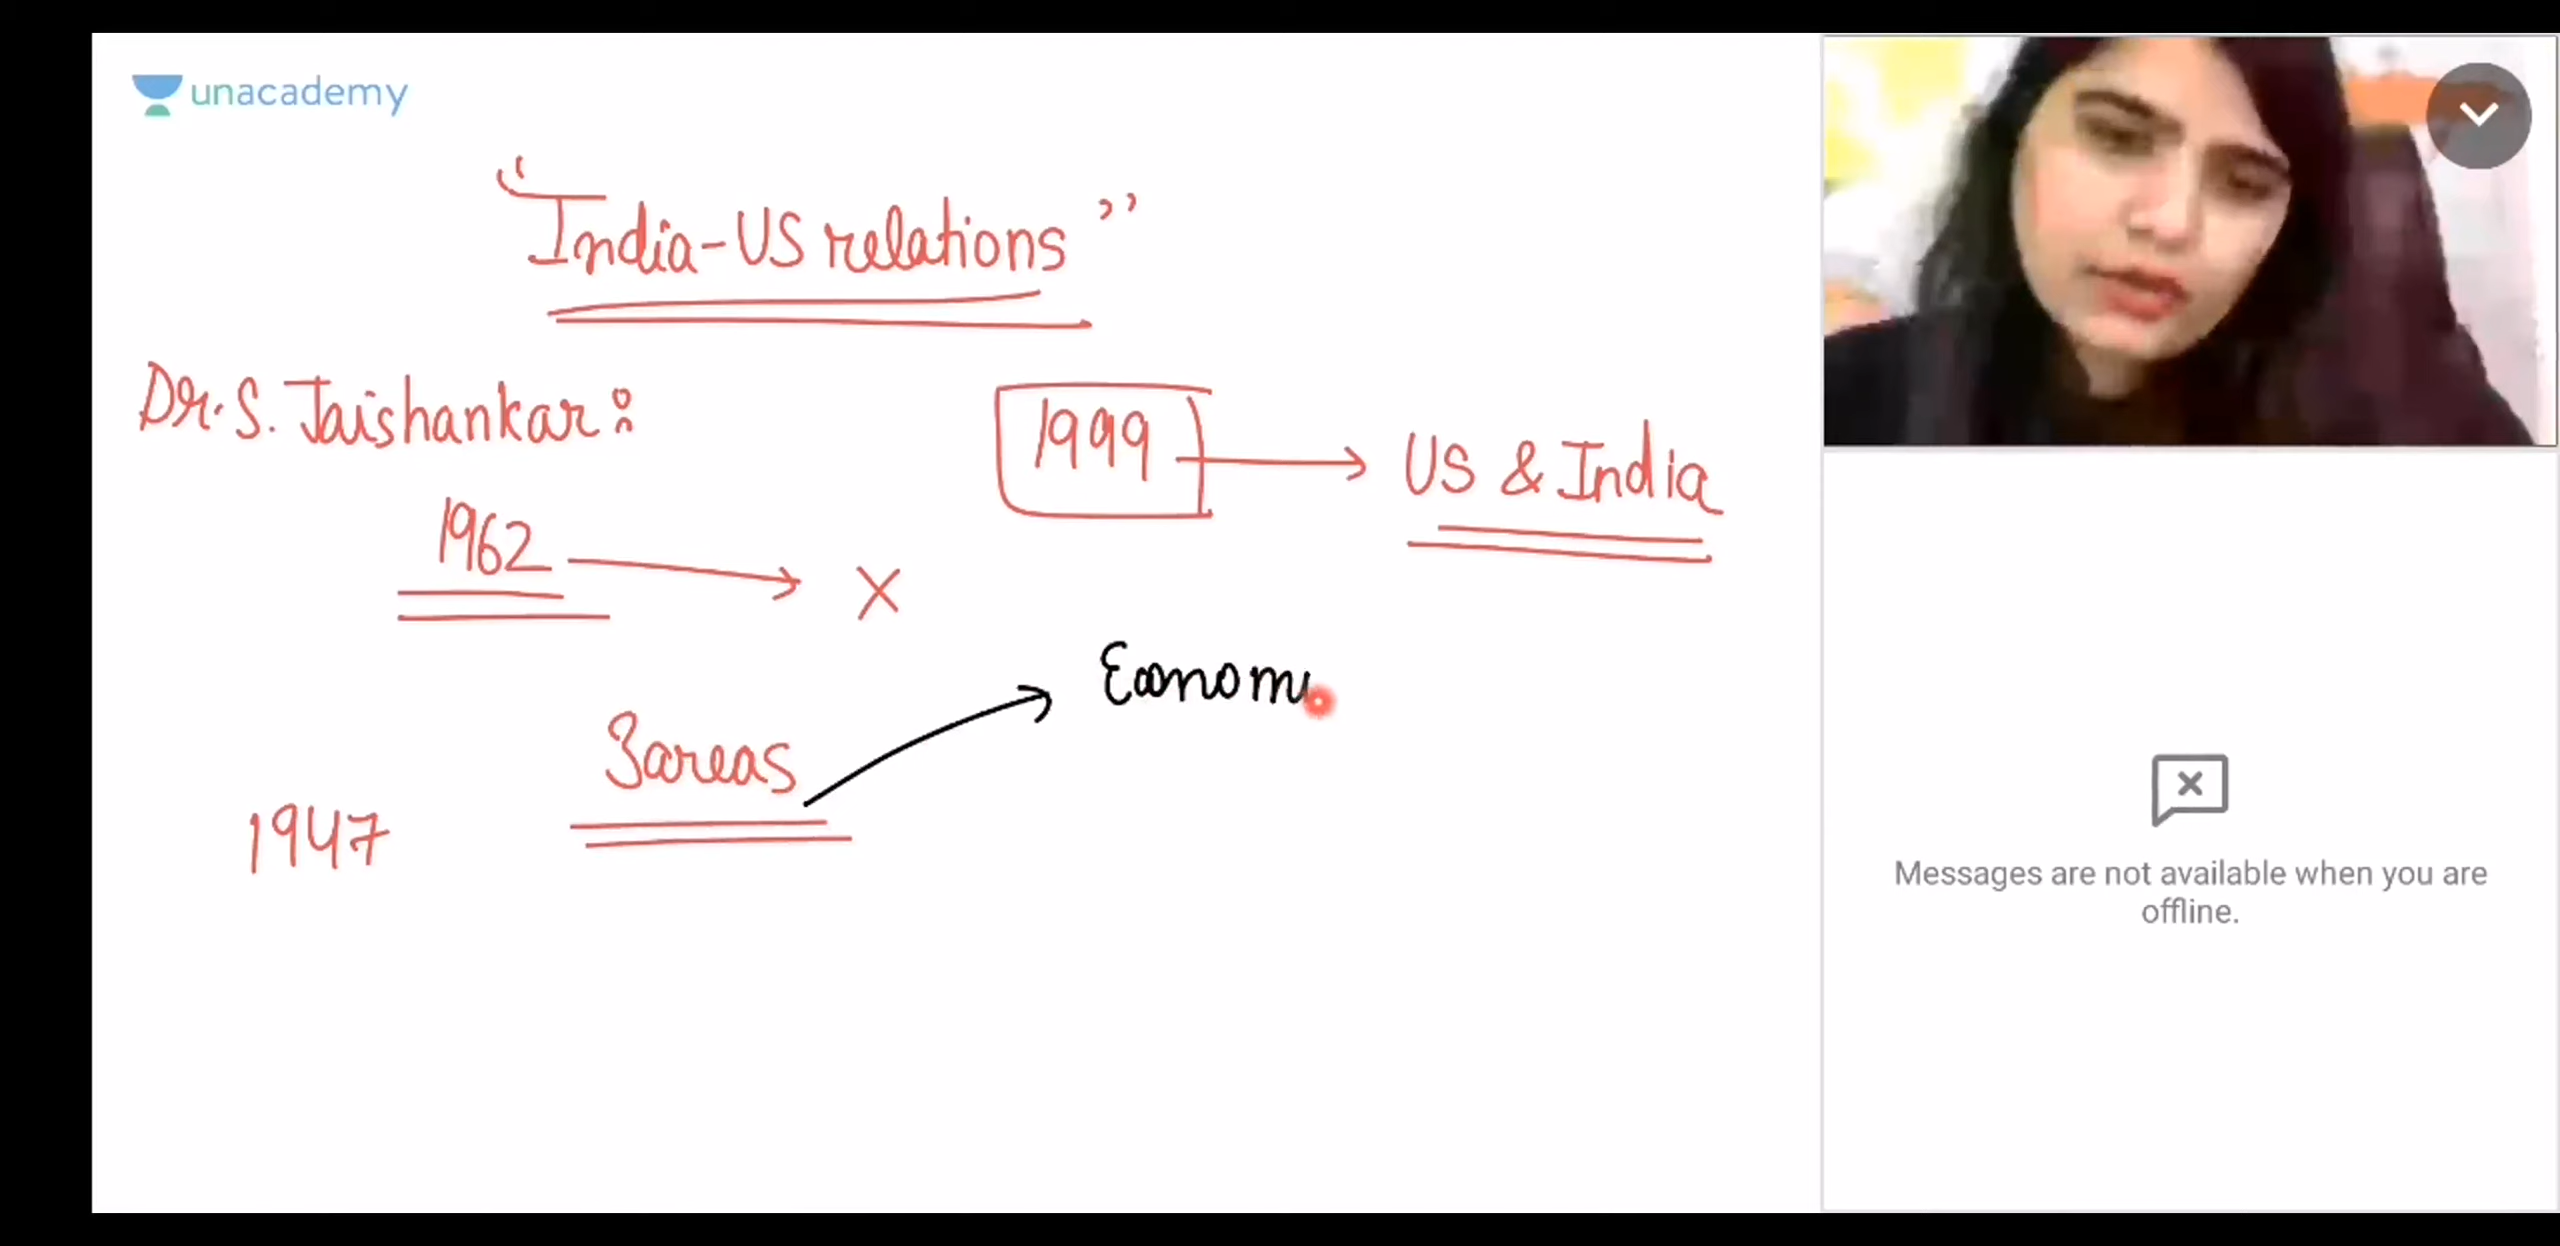 unacademy
"India-US relations"
Dr. S. Jaishankar:
1999 → US & India
1962 → X
Econom
3areas
1947
Messages are not available when you are
offline.